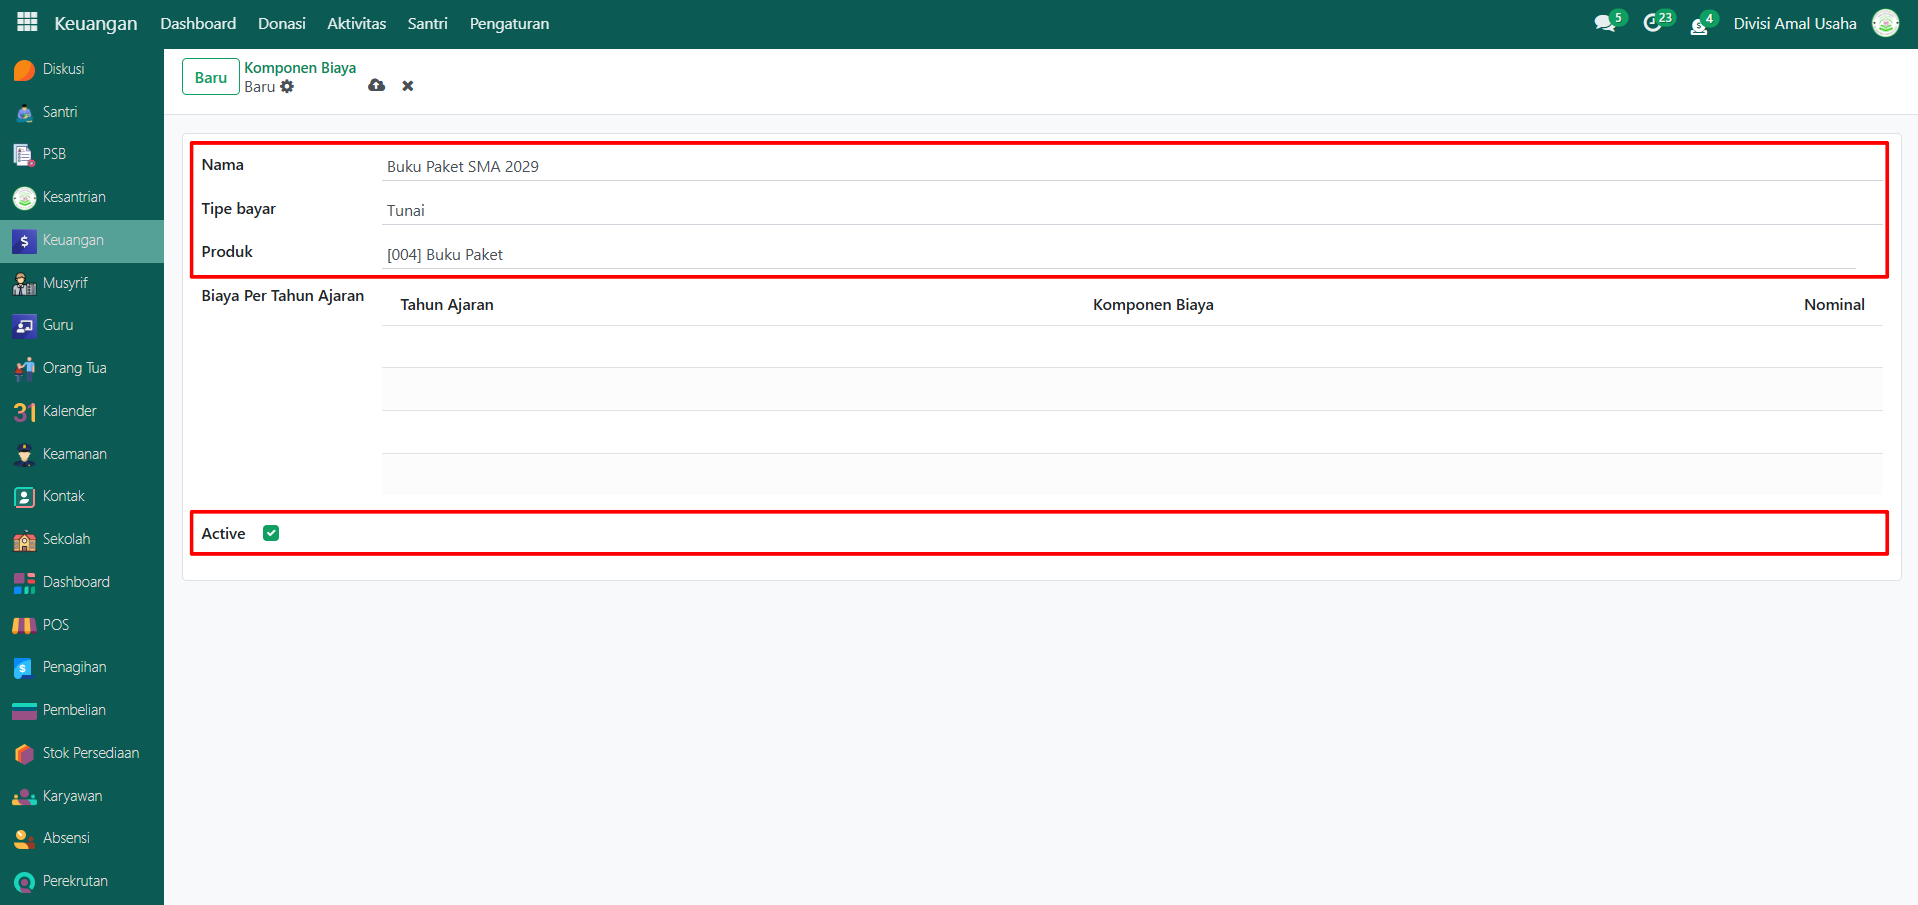 Keuangan Dashboard Donasi Aktivitas Santri Pengaturan 5 23 4 Divisi Amal Usaha
Diskusi
Santri
PSB
Kesantrian
Keuangan
Musyrif
Guru
Orang Tua
31 Kalender
Keamanan
Kontak
Sekolah
Dashboard
POS
Penagihan
Pembelian
Stok Persediaan
Karyawan
Absensi
Perekrutan
Baru
Komponen Biaya
Baru
Nama Buku Paket SMA 2029
Tipe bayar Tunai
Produk [004] Buku Paket
Biaya Per Tahun Ajaran
Tahun Ajaran Komponen Biaya Nominal
Active